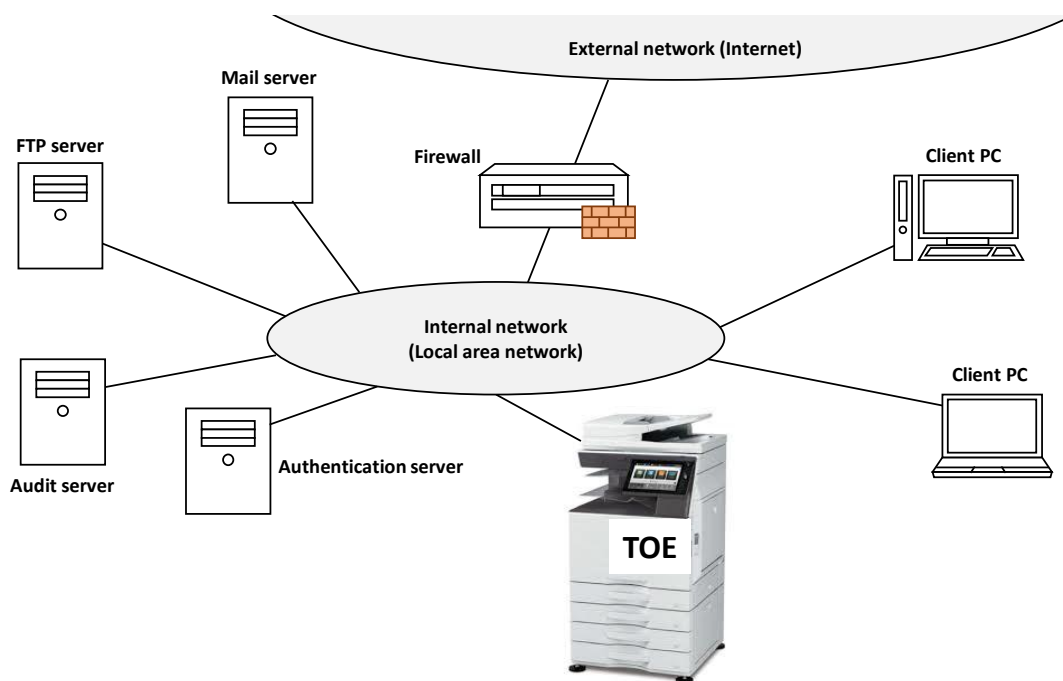 External network (Internet)
Mail server
FTP server
Firewall
Client PC
Internal network
(Local area network)
Client PC
Authentication server
Audit server
TOE